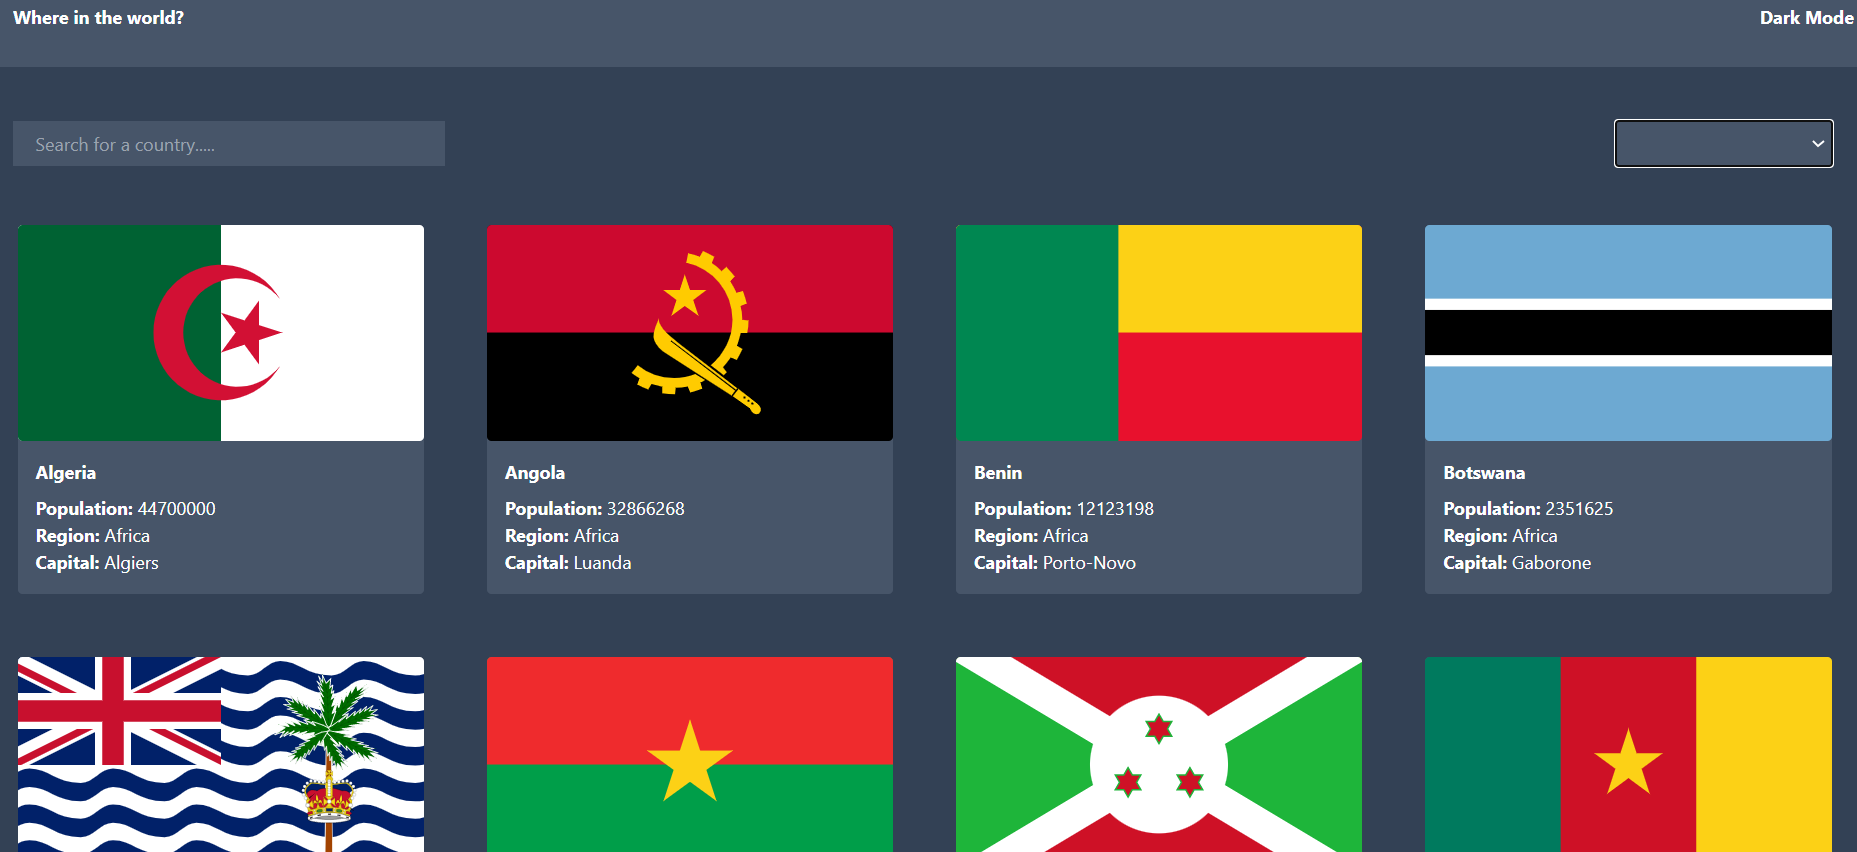 Where in the world?
Dark Mode
Search for a country.....
Algeria
Population: 44700000
Region: Africa
Capital: Algiers
Angola
Population: 32866268
Region: Africa
Capital: Luanda
Benin
Population: 12123198
Region: Africa
Capital: Porto-Novo
Botswana
Population: 2351625
Region: Africa
Capital: Gaborone